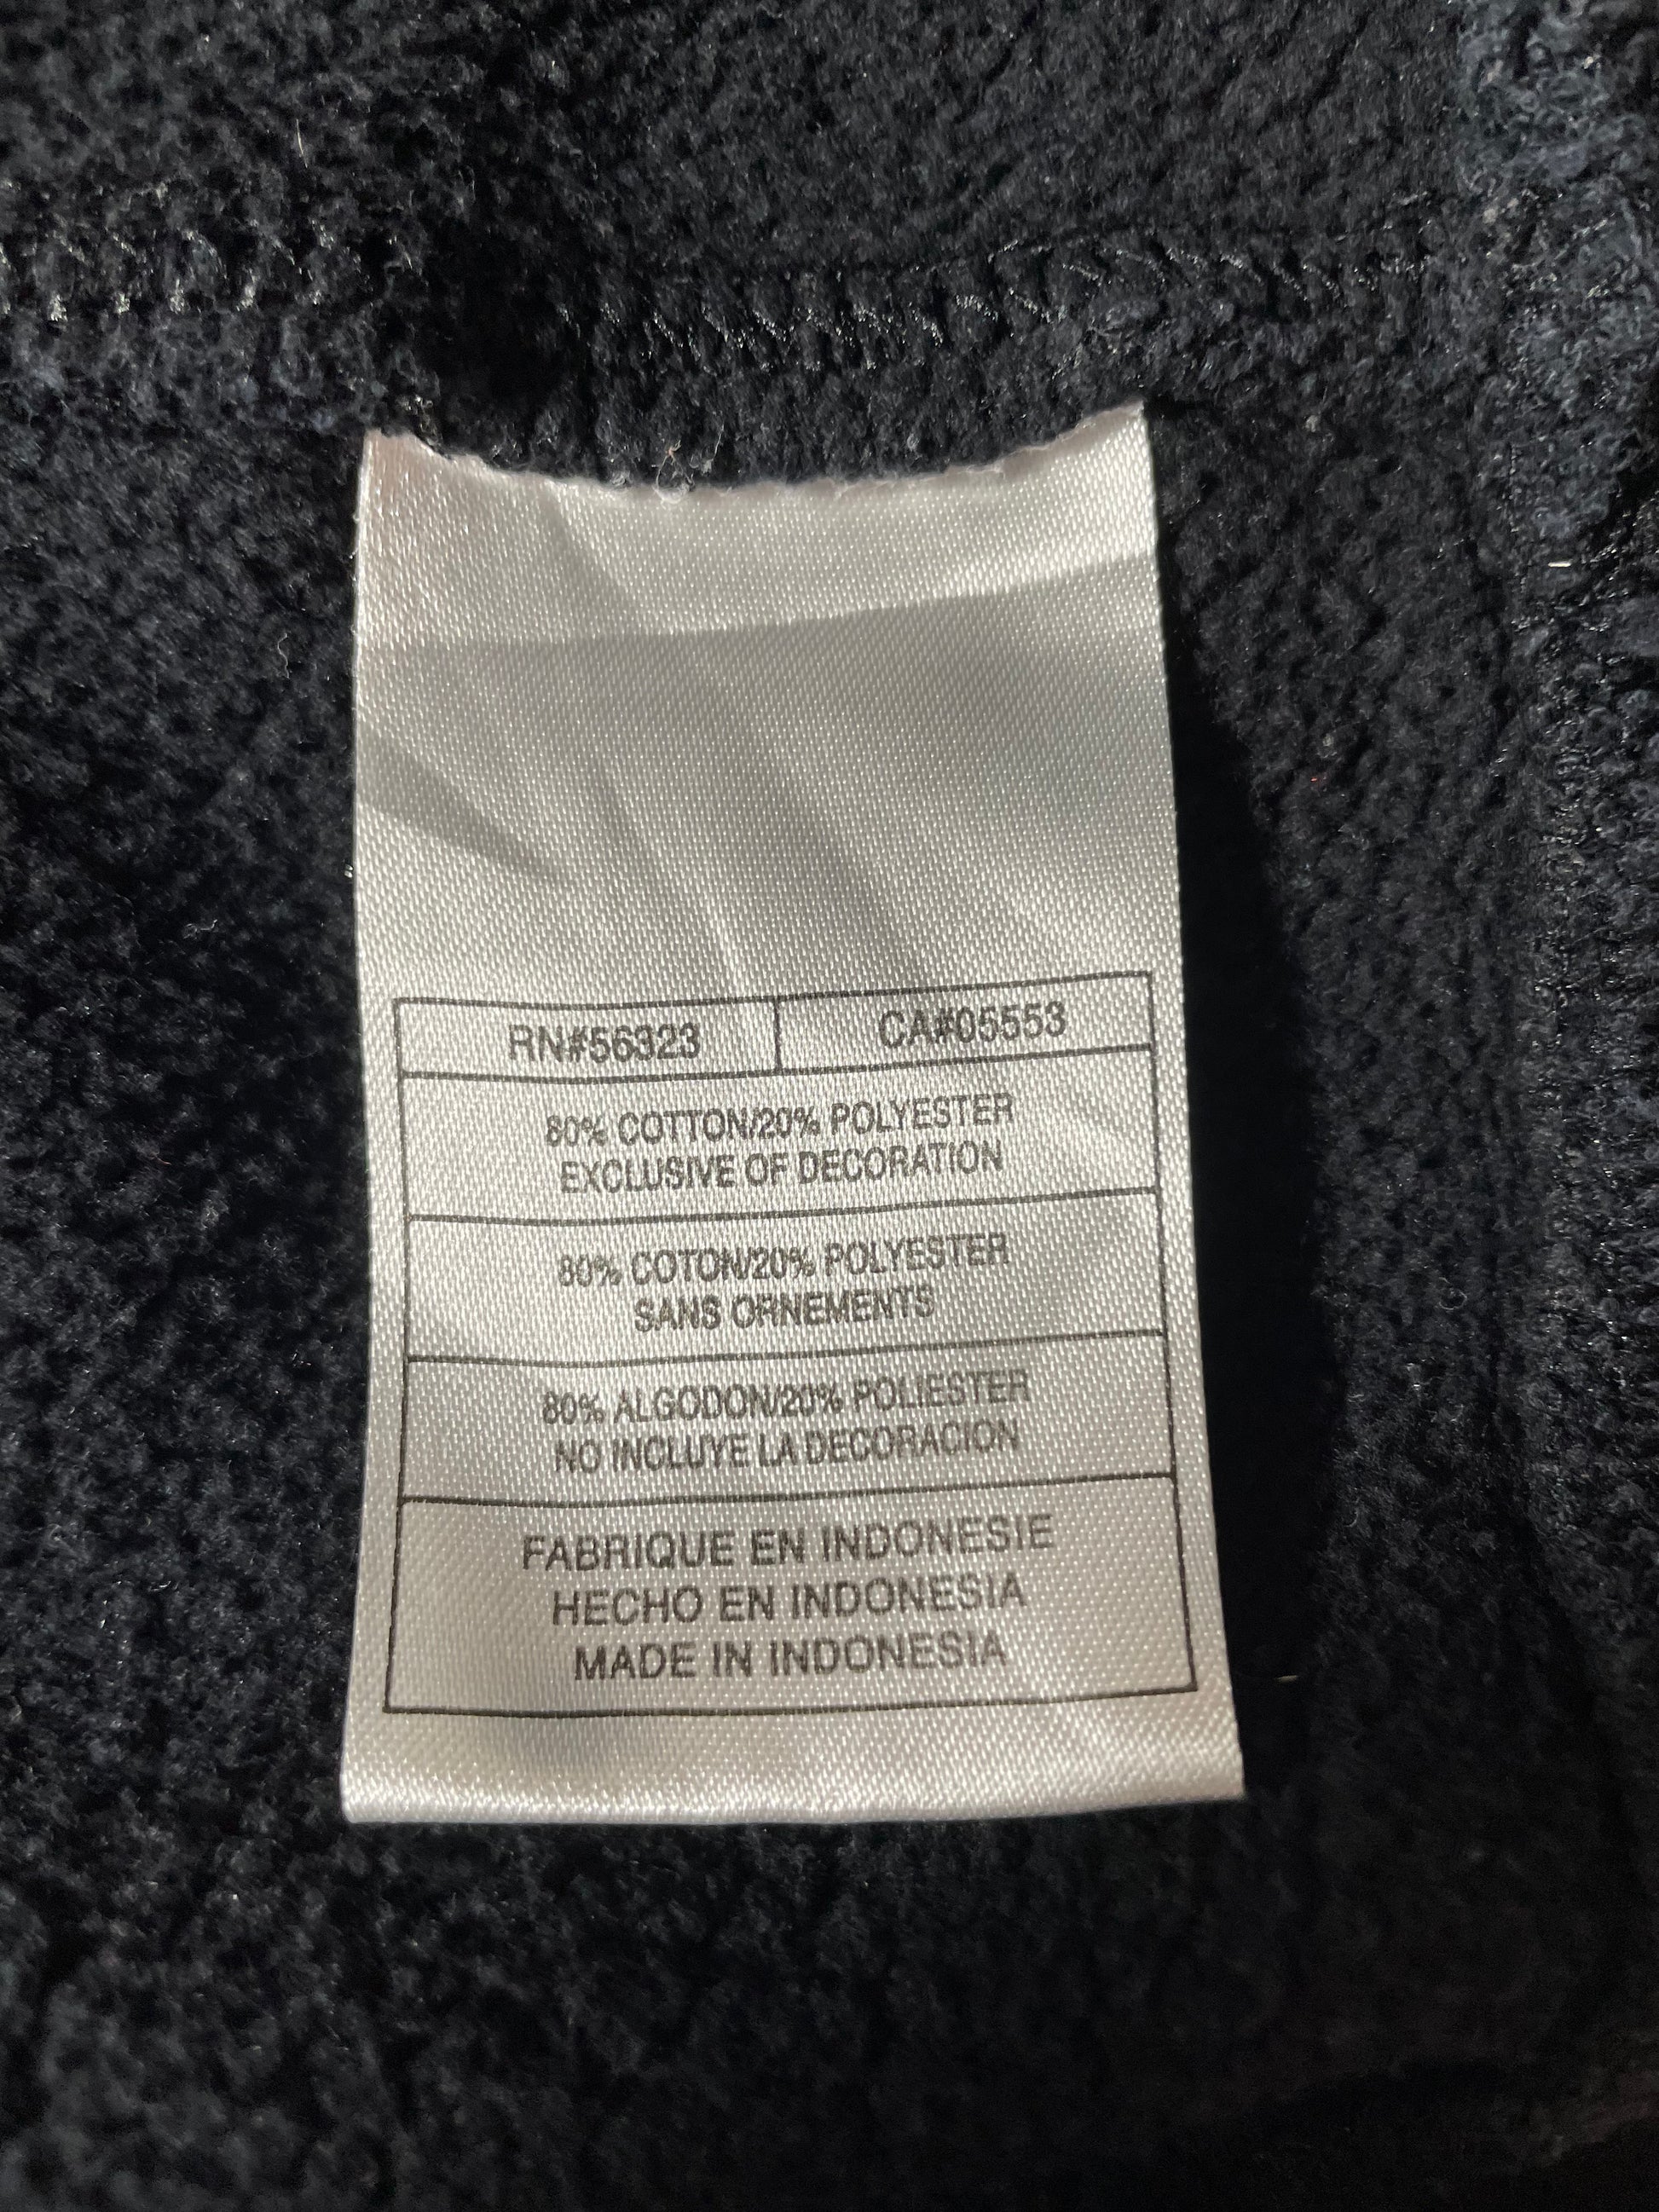 RN#56323 CA#05553
80% COTTON/20% POLYESTER
EXCLUSIVE OF DECORATION
80% COTON/20% POLYESTER
SANS ORNEMENTS
80% ALGODON/20% POLIESTER
NO INCLUYE LA DECORACION
FABRIQUE EN INDONESIE
HECHO EN INDONESIA
MADE IN INDONESIA